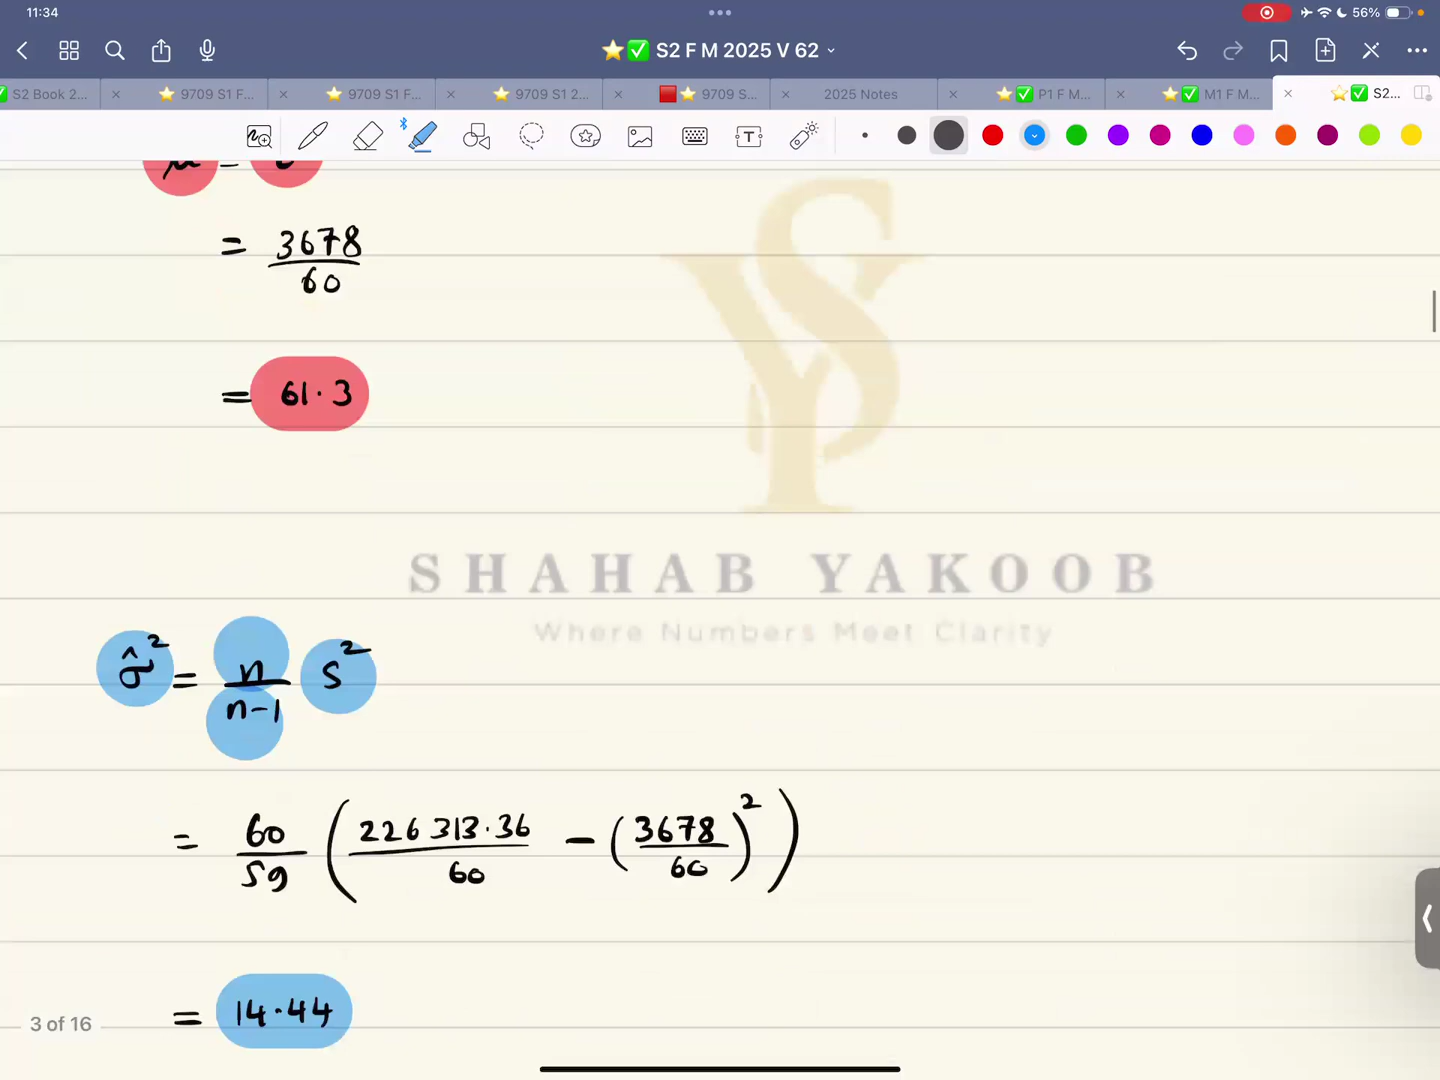 11:34
56%
⭐✅ S2 F M 2025 V 62
S2 Book 2...
⭐ 9709 S1 F...
⭐ 9709 S1 F...
⭐ 9709 S1 2...
⭐ 9709 S...
2025 Notes
⭐✅ P1 F M...
⭐✅ M1 F M...
⭐✅ S2...
= 3678/60
= 61.3
SHAHAB YAKOOB
Where Numbers Meet Clarity
σ̂² = n/(n-1) s²
= 60/59 (226313.36/60 - (3678/60)²)
= 14.44
3 of 16